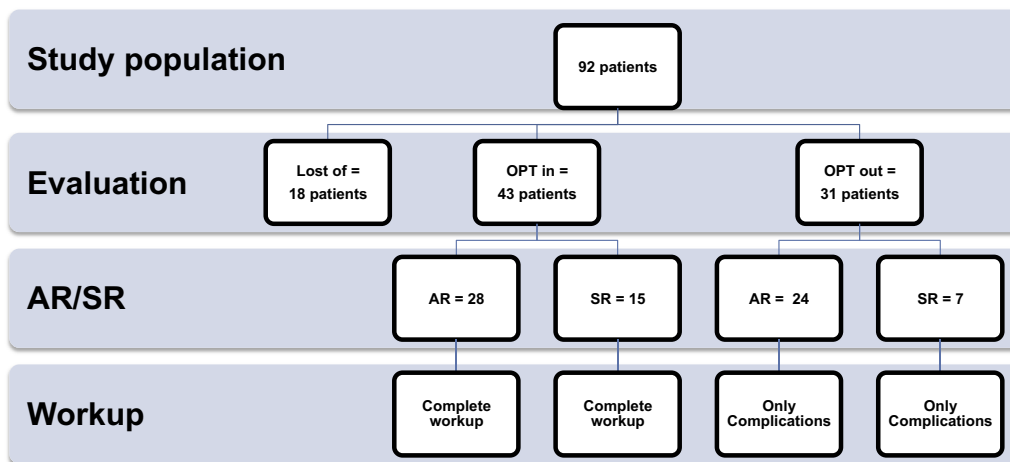 Study population
92 patients
Evaluation
Lost of =
18 patients
OPT in =
43 patients
OPT out =
31 patients
AR/SR
AR = 28
SR = 15
AR = 24
SR = 7
Workup
Complete
workup
Complete
workup
Only
Complications
Only
Complications